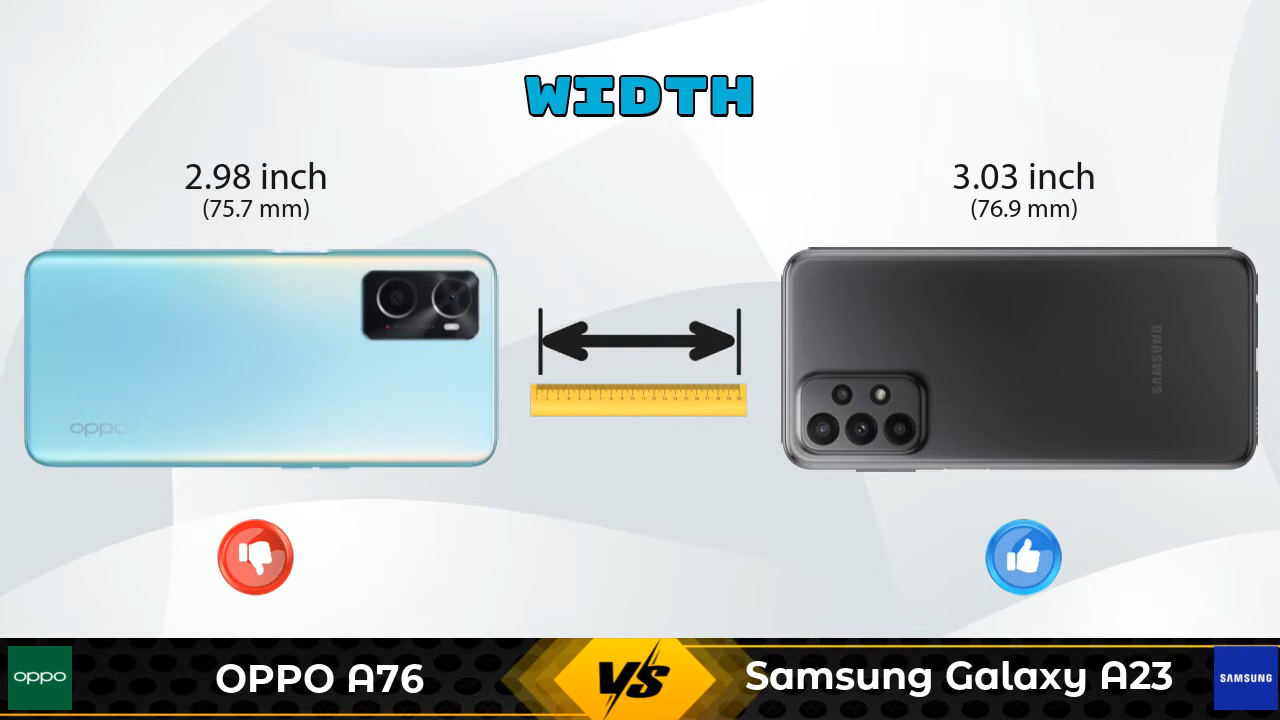 WIDTH
2.98 inch
(75.7 mm)
3.03 inch
(76.9 mm)
oppo
SAMSUNG
oppo
OPPO A76
VS
Samsung Galaxy A23
SAMSUNG